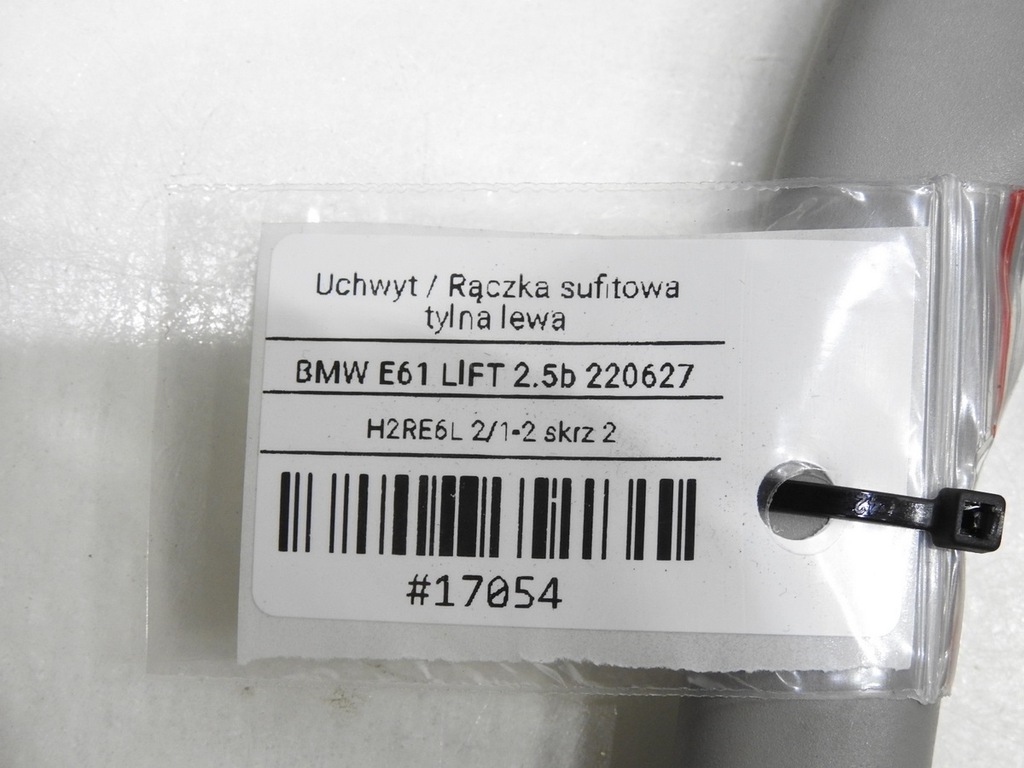 Uchwyt / Rączka sufitowa
tylna lewa
BMW E61 LIFT 2.5b 220627
H2RE6L 2/1-2 skrz 2
#17054